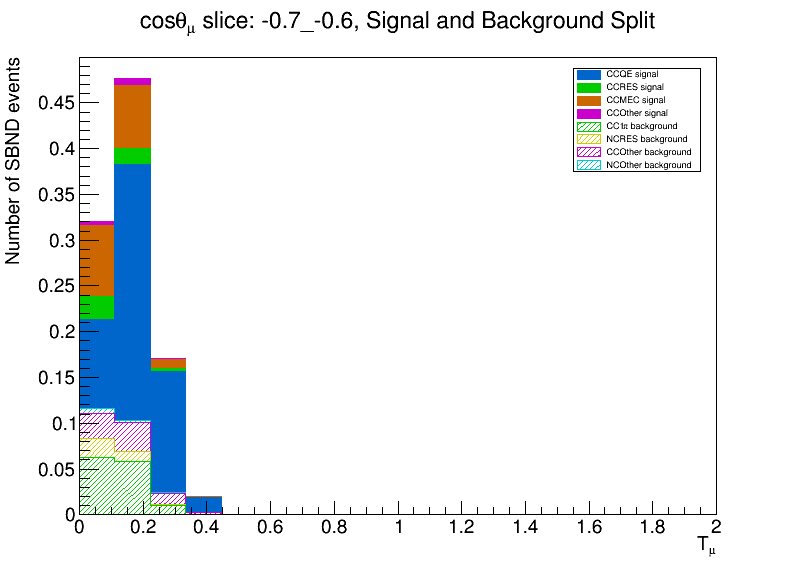 cosθμ slice: -0.7_-0.6, Signal and Background Split
Number of SBND events
CCQE signal
CCRES signal
CCMEC signal
CCOther signal
CC1π background
NCRES background
CCOther background
NCOther background
0.45
0.4
0.35
0.3
0.25
0.2
0.15
0.1
0.05
0
0 0.2 0.4 0.6 0.8 1 1.2 1.4 1.6 1.8 2
Tμ